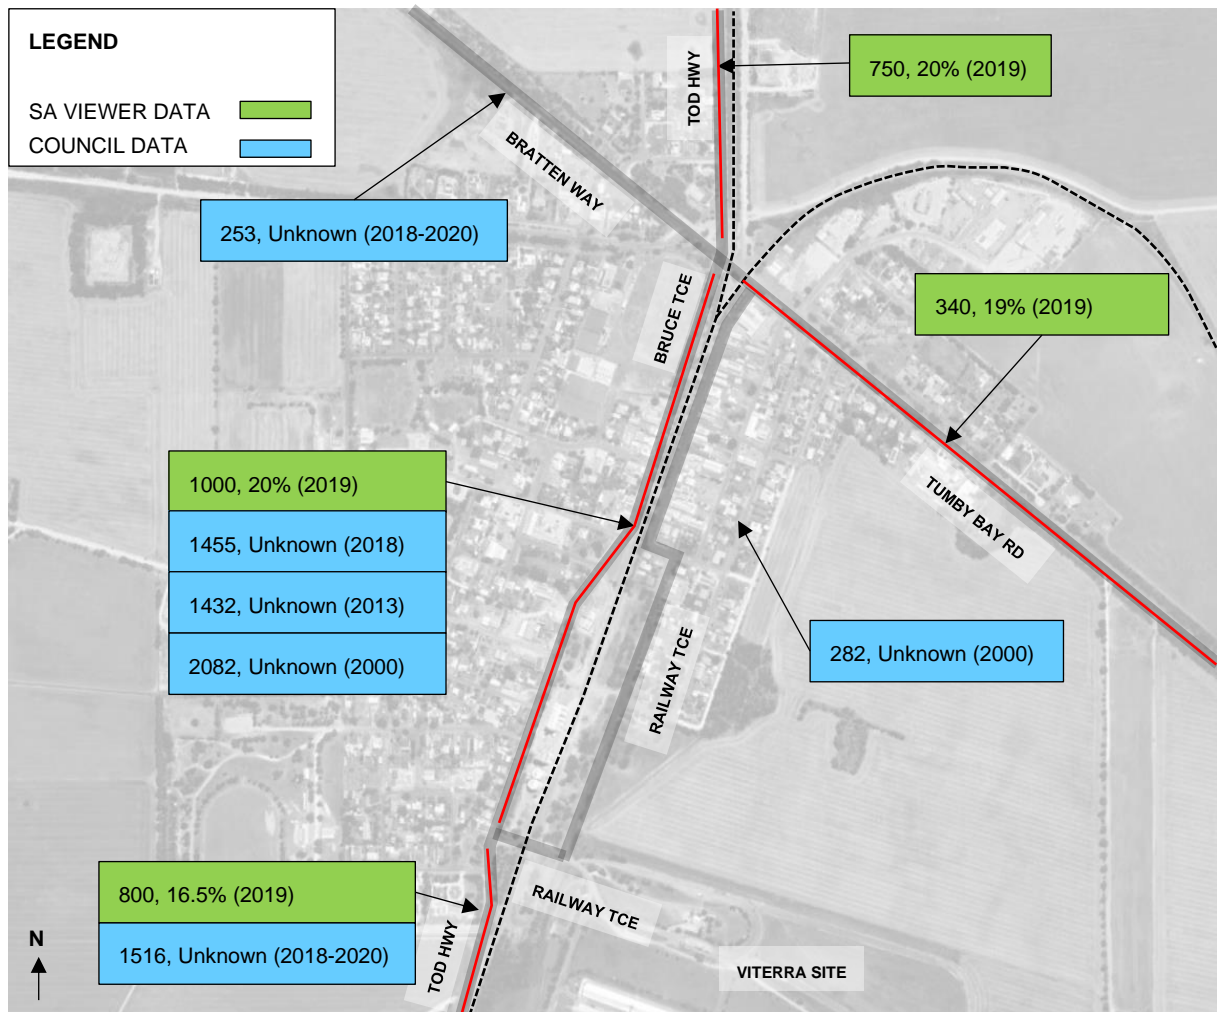 LEGEND
SA VIEWER DATA
COUNCIL DATA
TOD HWY
750, 20% (2019)
BRATTEN WAY
253, Unknown (2018-2020)
BRUCE TCE
340, 19% (2019)
1000, 20% (2019)
1455, Unknown (2018)
1432, Unknown (2013)
2082, Unknown (2000)
TUMBY BAY RD
282, Unknown (2000)
RAILWAY TCE
800, 16.5% (2019)
1516, Unknown (2018-2020)
RAILWAY TCE
TOD HWY
N
VITERRA SITE